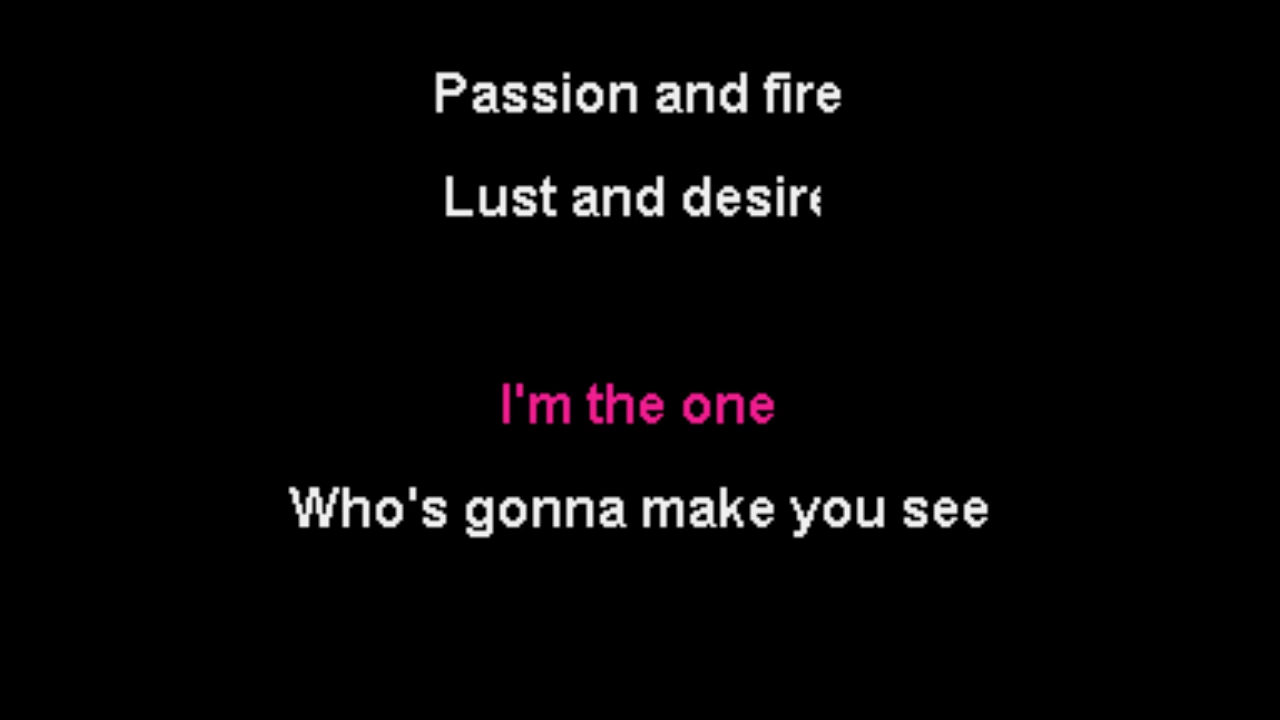 Passion and fire
Lust and desire
I'm the one
Who's gonna make you see